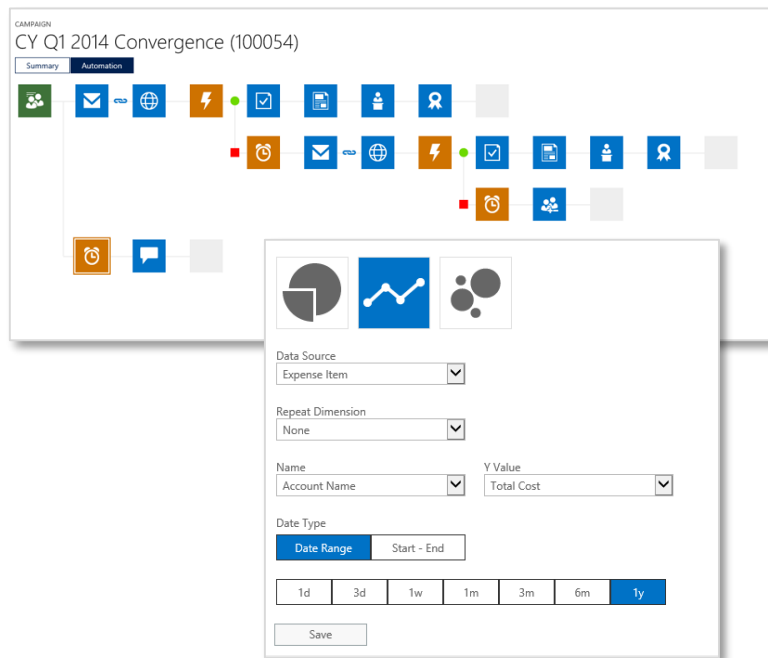 CAMPAIGN
CY Q1 2014 Convergence (100054)
Summary Automation
Data Source
Expense Item
Repeat Dimension
None
Name Y Value
Account Name Total Cost
Date Type
Date Range Start - End
1d 3d 1w 1m 3m 6m 1y
Save